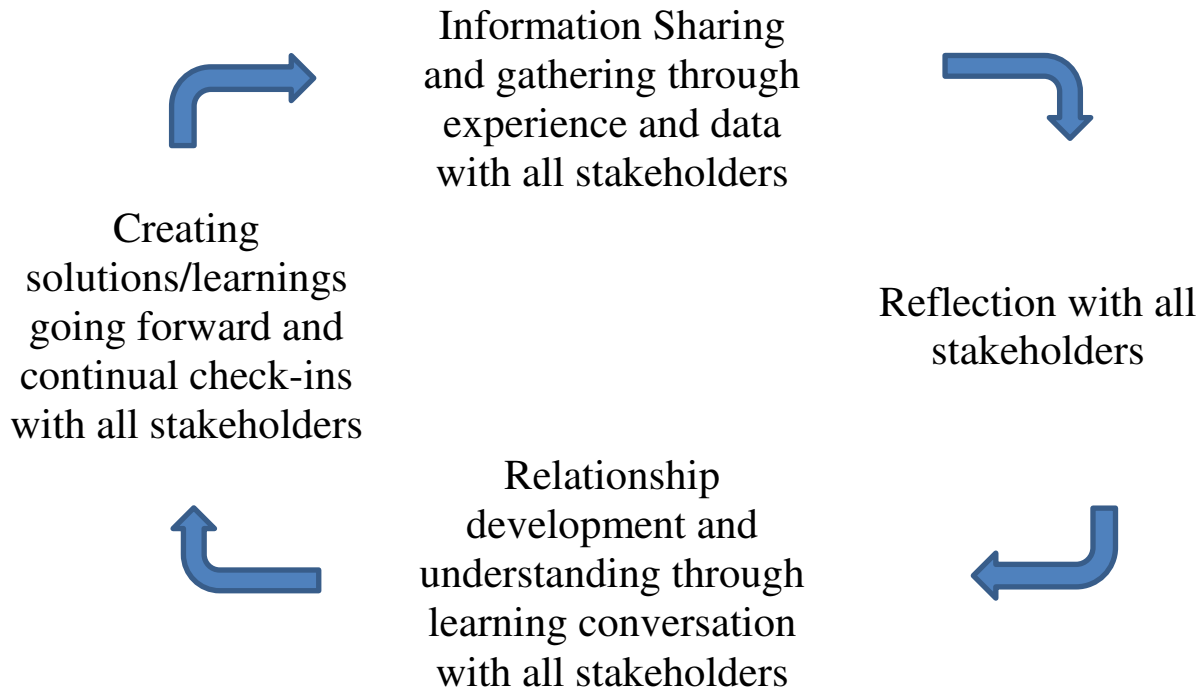 Information Sharing
and gathering through
experience and data
with all stakeholders
Creating
solutions/learnings
going forward and
continual check-ins
with all stakeholders
Reflection with all
stakeholders
Relationship
development and
understanding through
learning conversation
with all stakeholders